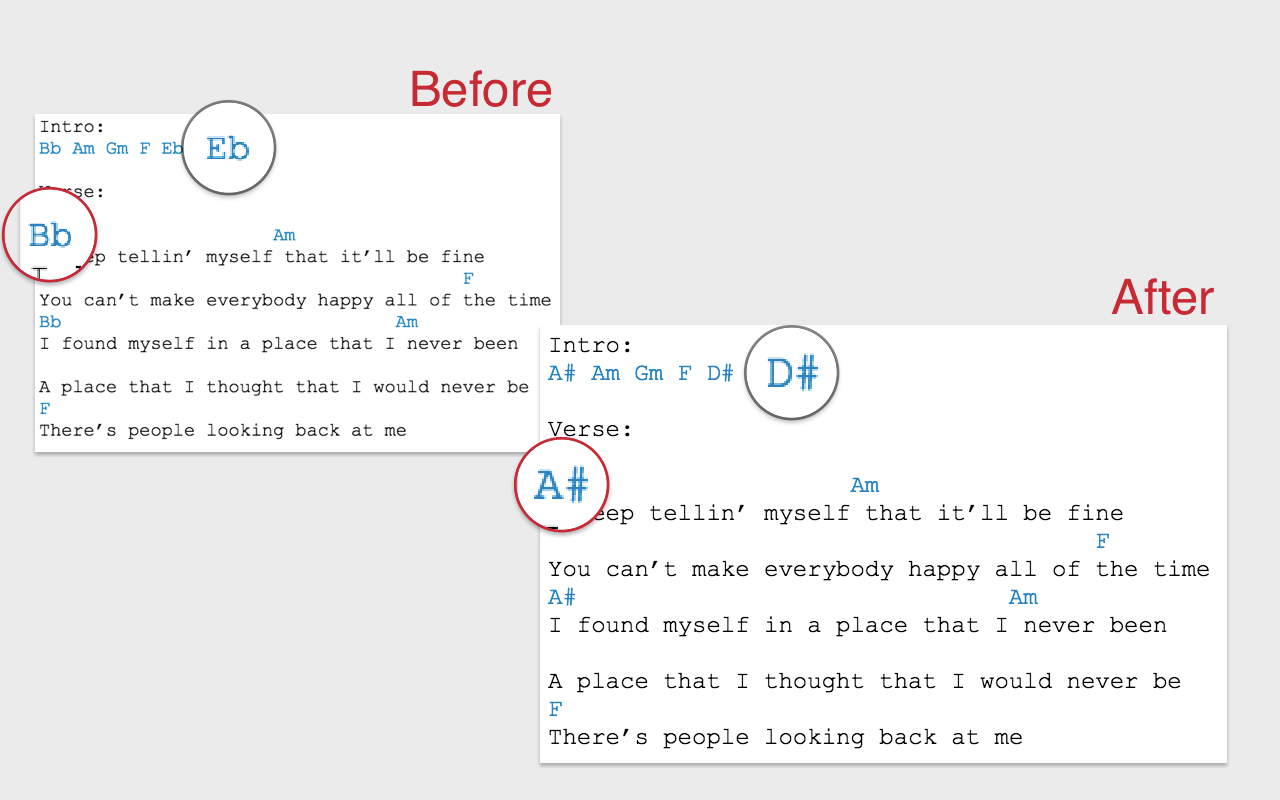 Before
Intro:
Bb Am Gm F Eb
Eb
Verse:
Bb
Am
tellin’ myself that it’ll be fine
F
You can’t make everybody happy all of the time
Bb Am
I found myself in a place that I never been
A place that I thought that I would never be
F
There’s people looking back at me
After
Intro:
A# Am Gm F D#
D#
Verse:
A#
Am
tellin’ myself that it’ll be fine
F
You can’t make everybody happy all of the time
A# Am
I found myself in a place that I never been
A place that I thought that I would never be
F
There’s people looking back at me